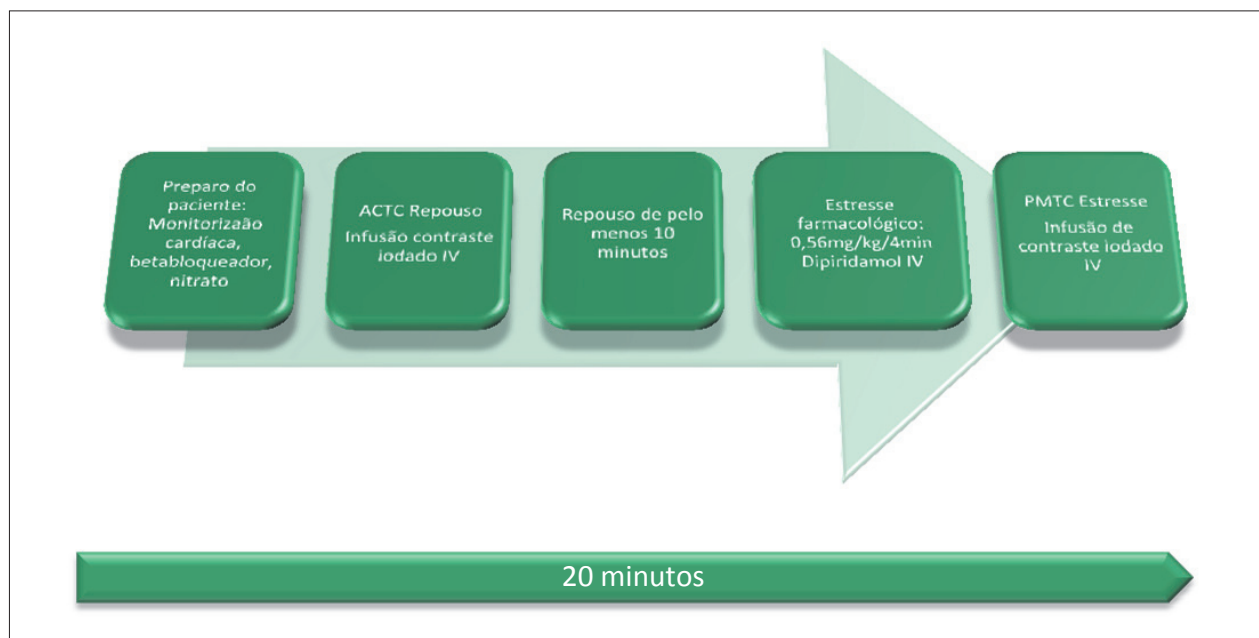 Preparo do
paciente:
Monitorizaão
cardíaca,
betabloqueador,
nitrato
ACTC Repouso
Infusão contraste
iodado IV
Repouso de pelo
menos 10
minutos
Estresse
farmacológico:
0,56mg/kg/4min
Dipiridamol IV
PMTC Estresse
Infusão de
contraste iodado
IV
20 minutos